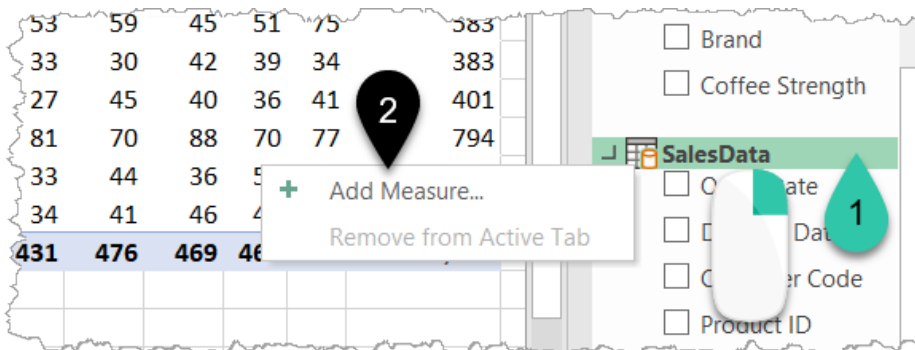 53 59 45 51 75 583
33 30 42 39 34 383
27 45 40 36 41 401
81 70 88 70 77 794
33 44 36
34 41 46
431 476 469
2
Add Measure...
Remove from Active Tab
Brand
Coffee Strength
SalesData
1
Code
Product ID